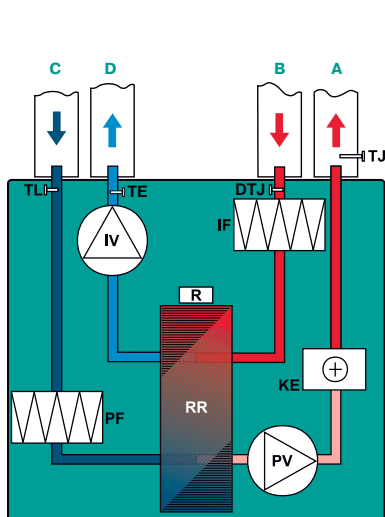 C D B A
TJ
TL TE DTJ
IF
IV
R
KE
RR
PF
PV